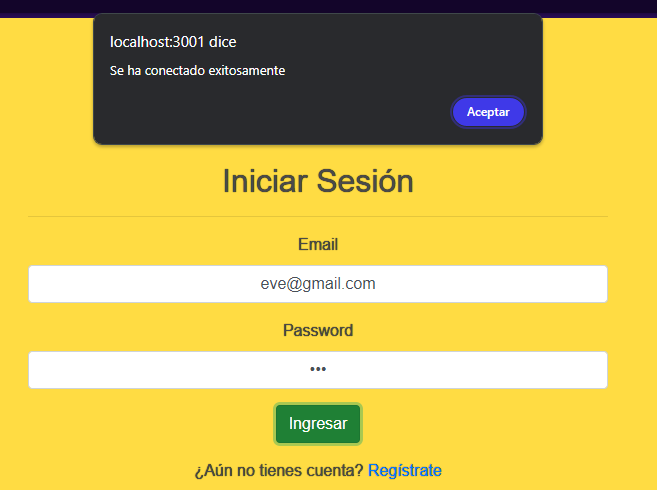 localhost:3001 dice
Se ha conectado exitosamente
Aceptar
Iniciar Sesión
Email
eve@gmail.com
Password
•••
Ingresar
¿Aún no tienes cuenta? Regístrate